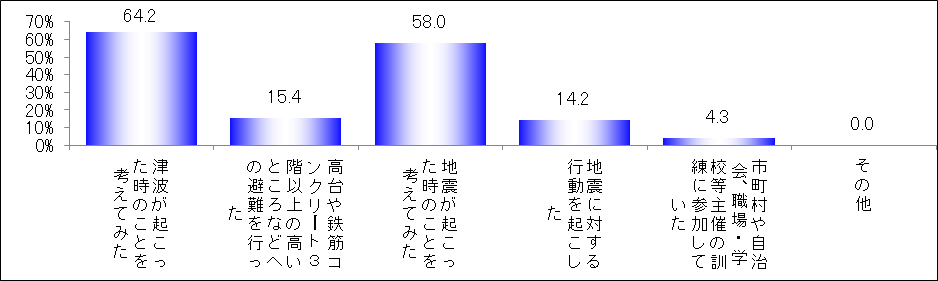 70%
60%
50%
40%
30%
20%
10%
0%
64.2
15.4
58.0
14.2
4.3
0.0
津波が起こっ
た時のことを
考えてみた
高台や鉄筋コ
ンクリート3
階以上の高い
ところなどへ
の避難を行っ
た
地震が起こっ
た時のことを
考えてみた
地震に対する
行動を起こし
た
市町村や自治
会、職場・学
校等主催の訓
練に参加して
いた
その他